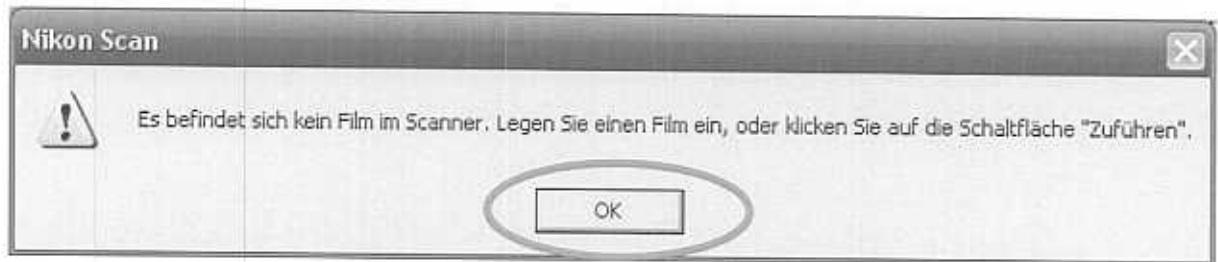 Nikon Scan
Es befindet sich kein Film im Scanner. Legen Sie einen Film ein, oder klicken Sie auf die Schaltfläche "Zuführen".
OK